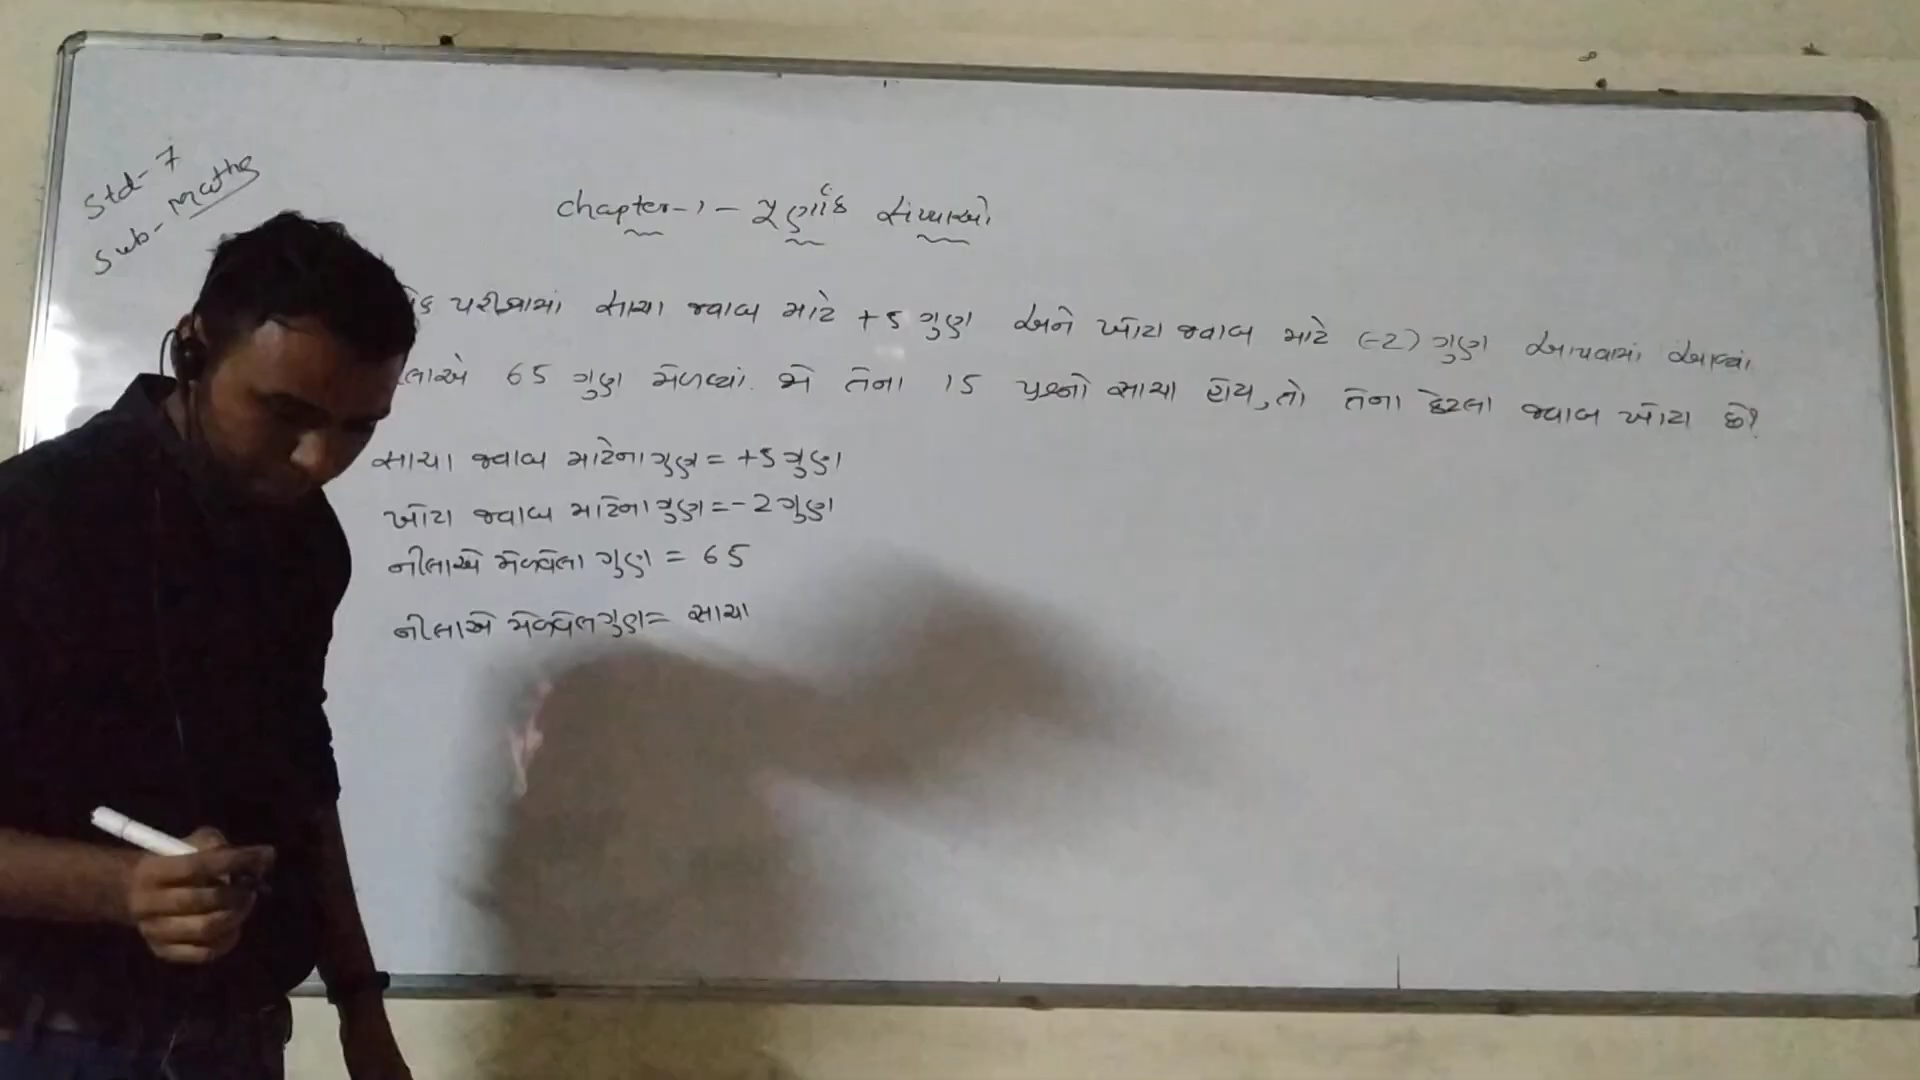 Std-7
Sub-Maths
Chapter-1 - પૂર્ણાંક સંખ્યાઓ
પરીક્ષામાં સાચા જવાબ માટે +5 ગુણ અને ખોટા જવાબ માટે (-2) ગુણ આપવામાં આવ્યાં
લાએ 65 ગુણ મેળવ્યાં. જો તેના 15 પ્રશ્નો સાચા હોય, તો તેના કેટલા જવાબ ખોટા છે?
સાચા જવાબ માટેના ગુણ = +5 ગુણ
ખોટા જવાબ માટેના ગુણ = -2 ગુણ
નીલાએ મેળવેલા ગુણ = 65
નીલાએ મેળવેલ ગુણ = સાચા